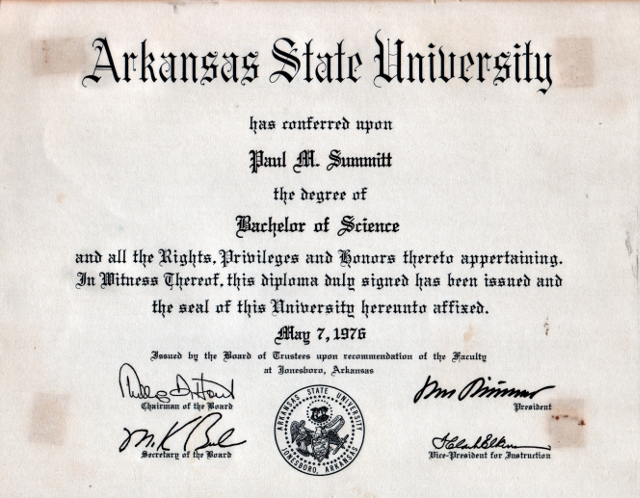 Arkansas State University
has conferred upon
Paul M. Summitt
the degree of
Bachelor of Science
and all the Rights, Privileges and Honors thereto appertaining.
In Witness Thereof, this diploma duly signed has been issued and
the seal of this University hereunto affixed.
May 7, 1976
Issued by the Board of Trustees upon recommendation of the Faculty
at Jonesboro, Arkansas
Chairman of the Board
President
ARKANSAS STATE UNIVERSITY
JONESBORO, ARKANSAS
Secretary of the Board
Vice-President for Instruction